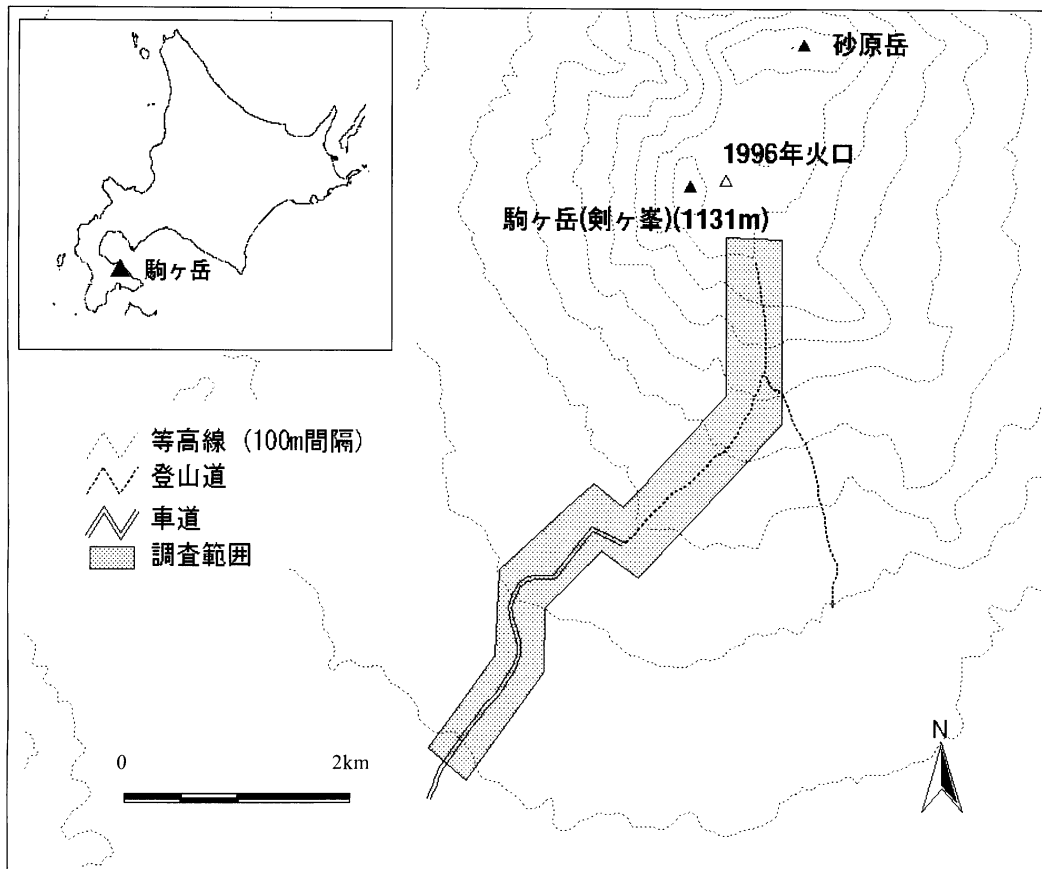 砂原岳
1996年火口
駒ヶ岳(剣ヶ峯)(1131m)
駒ヶ岳
等高線 (100m間隔)
登山道
車道
調査範囲
0 2km
N